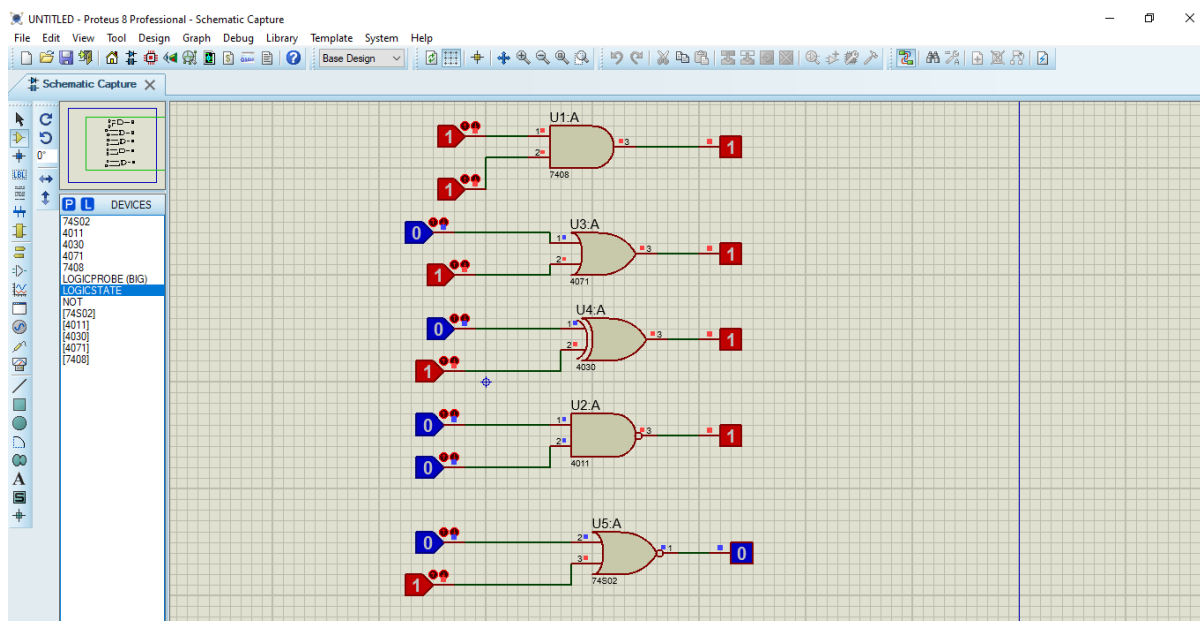 UNTITLED - Proteus 8 Professional - Schematic Capture
File Edit View Tool Design Graph Debug Library Template System Help
Base Design
Schematic Capture
0°
LBL
P L DEVICES
74S02
4011
4030
4071
7408
LOGICPROBE (BIG)
LOGICSTATE
NOT
[74S02]
[4011]
[4030]
[4071]
[7408]
A
S
U1:A
1
1
2
3
1
1
7408
U3:A
0
1
2
3
1
1
4071
U4:A
0
1
2
3
1
1
4030
U2:A
0
1
2
3
1
0
4011
U5:A
0
2
3
1
0
1
74S02